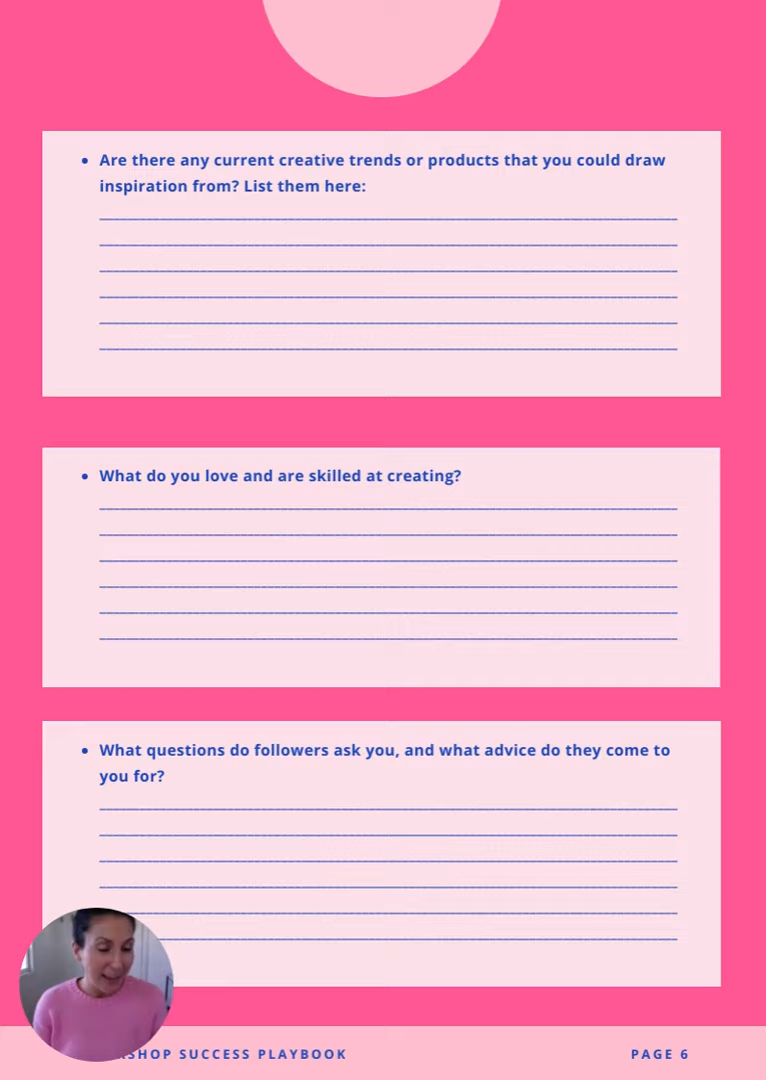 • Are there any current creative trends or products that you could draw
inspiration from? List them here:
• What do you love and are skilled at creating?
• What questions do followers ask you, and what advice do they come to
you for?
SUCCESS PLAYBOOK
PAGE 6